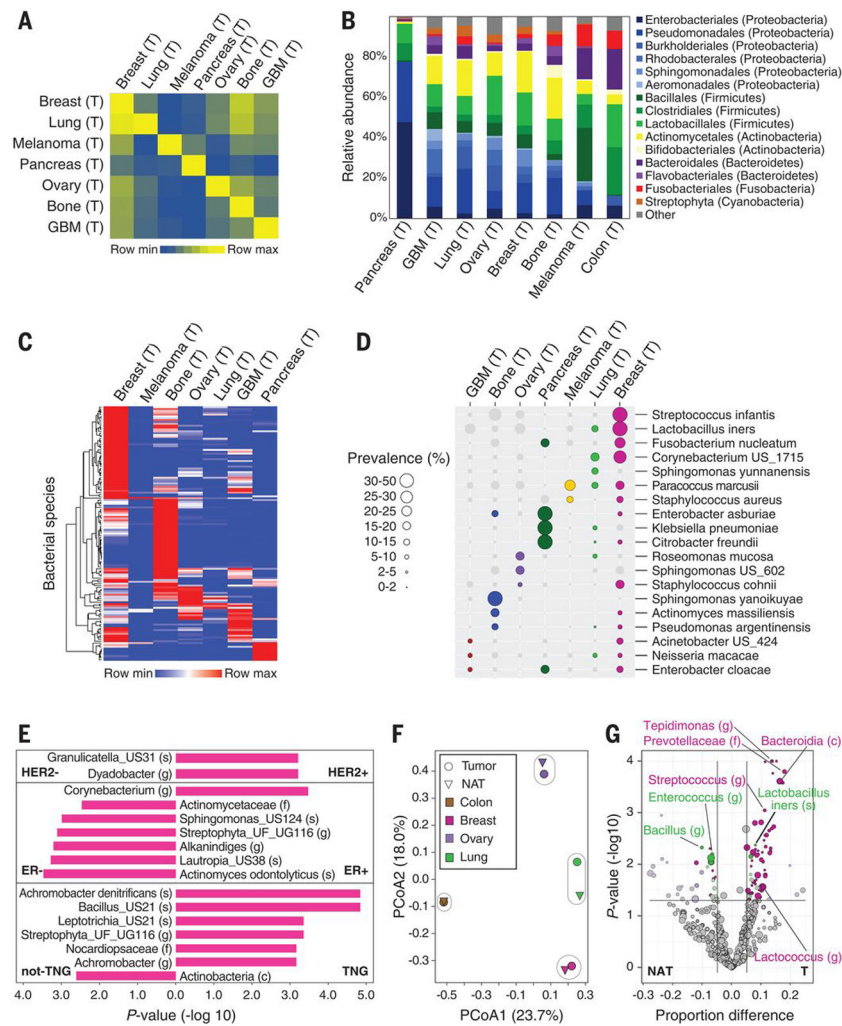 A
Breast (T)
Lung (T)
Melanoma (T)
Pancreas (T)
Ovary (T)
Bone (T)
GBM (T)
Breast (T)
Lung (T)
Melanoma (T)
Pancreas (T)
Ovary (T)
Bone (T)
GBM (T)
Row min
Row max
B
Relative abundance
80%
60%
40%
20%
0%
Pancreas (T)
GBM (T)
Lung (T)
Ovary (T)
Breast (T)
Bone (T)
Melanoma (T)
Colon (T)
Enterobacteriales (Proteobacteria)
Pseudomonadales (Proteobacteria)
Burkholderiales (Proteobacteria)
Rhodobacterales (Proteobacteria)
Sphingomonadales (Proteobacteria)
Aeromonadales (Proteobacteria)
Bacillales (Firmicutes)
Clostridiales (Firmicutes)
Lactobacillales (Firmicutes)
Actinomycetales (Actinobacteria)
Bifidobacteriales (Actinobacteria)
Bacteroidales (Bacteroidetes)
Flavobacteriales (Bacteroidetes)
Fusobacteriales (Fusobacteria)
Streptophyta (Cyanobacteria)
Other
C
Breast (T)
Melanoma (T)
Bone (T)
Ovary (T)
Lung (T)
GBM (T)
Pancreas (T)
Bacterial species
Row min
Row max
D
GBM (T)
Bone (T)
Ovary (T)
Pancreas (T)
Melanoma (T)
Lung (T)
Breast (T)
Prevalence (%)
30-50
25-30
20-25
15-20
10-15
5-10
2-5
0-2
Streptococcus infantis
Lactobacillus iners
Fusobacterium nucleatum
Corynebacterium US_1715
Sphingomonas yunnanensis
Paracoccus marcusii
Staphylococcus aureus
Enterobacter asburiae
Klebsiella pneumoniae
Citrobacter freundii
Roseomonas mucosa
Sphingomonas US_602
Staphylococcus cohnii
Sphingomonas yanoikuyae
Actinomyces massiliensis
Pseudomonas argentinensis
Acinetobacter US_424
Neisseria macacae
Enterobacter cloacae
E
Granulicatella_US31 (s)
HER2-
Dyadobacter (g)
HER2+
Corynebacterium (g)
Actinomycetaceae (f)
Sphingomonas_US124 (s)
Streptophyta_UF_UG116 (g)
Alkanindiges (g)
Lautropia_US38 (s)
ER-
Actinomyces odontolyticus (s)
ER+
Achromobacter denitrificans (s)
Bacillus_US21 (s)
Leptotrichia_US21 (s)
Streptophyta_UF_UG116 (g)
Nocardiopsaceae (f)
Achromobacter (g)
not-TNG
Actinobacteria (c)
TNG
4.0 3.0 2.0 1.0 0.0 1.0 2.0 3.0 4.0 5.0
P-value (-log 10)
F
Tumor
NAT
Colon
Breast
Ovary
Lung
PCoA2 (18.0%)
0.4
0.3
0.2
0.1
0.0
-0.1
-0.2
-0.3
-0.5 -0.3 -0.1 0.1 0.3
PCoA1 (23.7%)
G
Tepidimonas (g)
Prevotellaceae (f)
Bacteroidia (c)
Streptococcus (g)
Enterococcus (g)
Lactobacillus
iners (s)
Bacillus (g)
Lactococcus (g)
P-value (-log10)
4
3
2
1
0
NAT
T
-0.3 -0.2 -0.1 0 0.1 0.2
Proportion difference